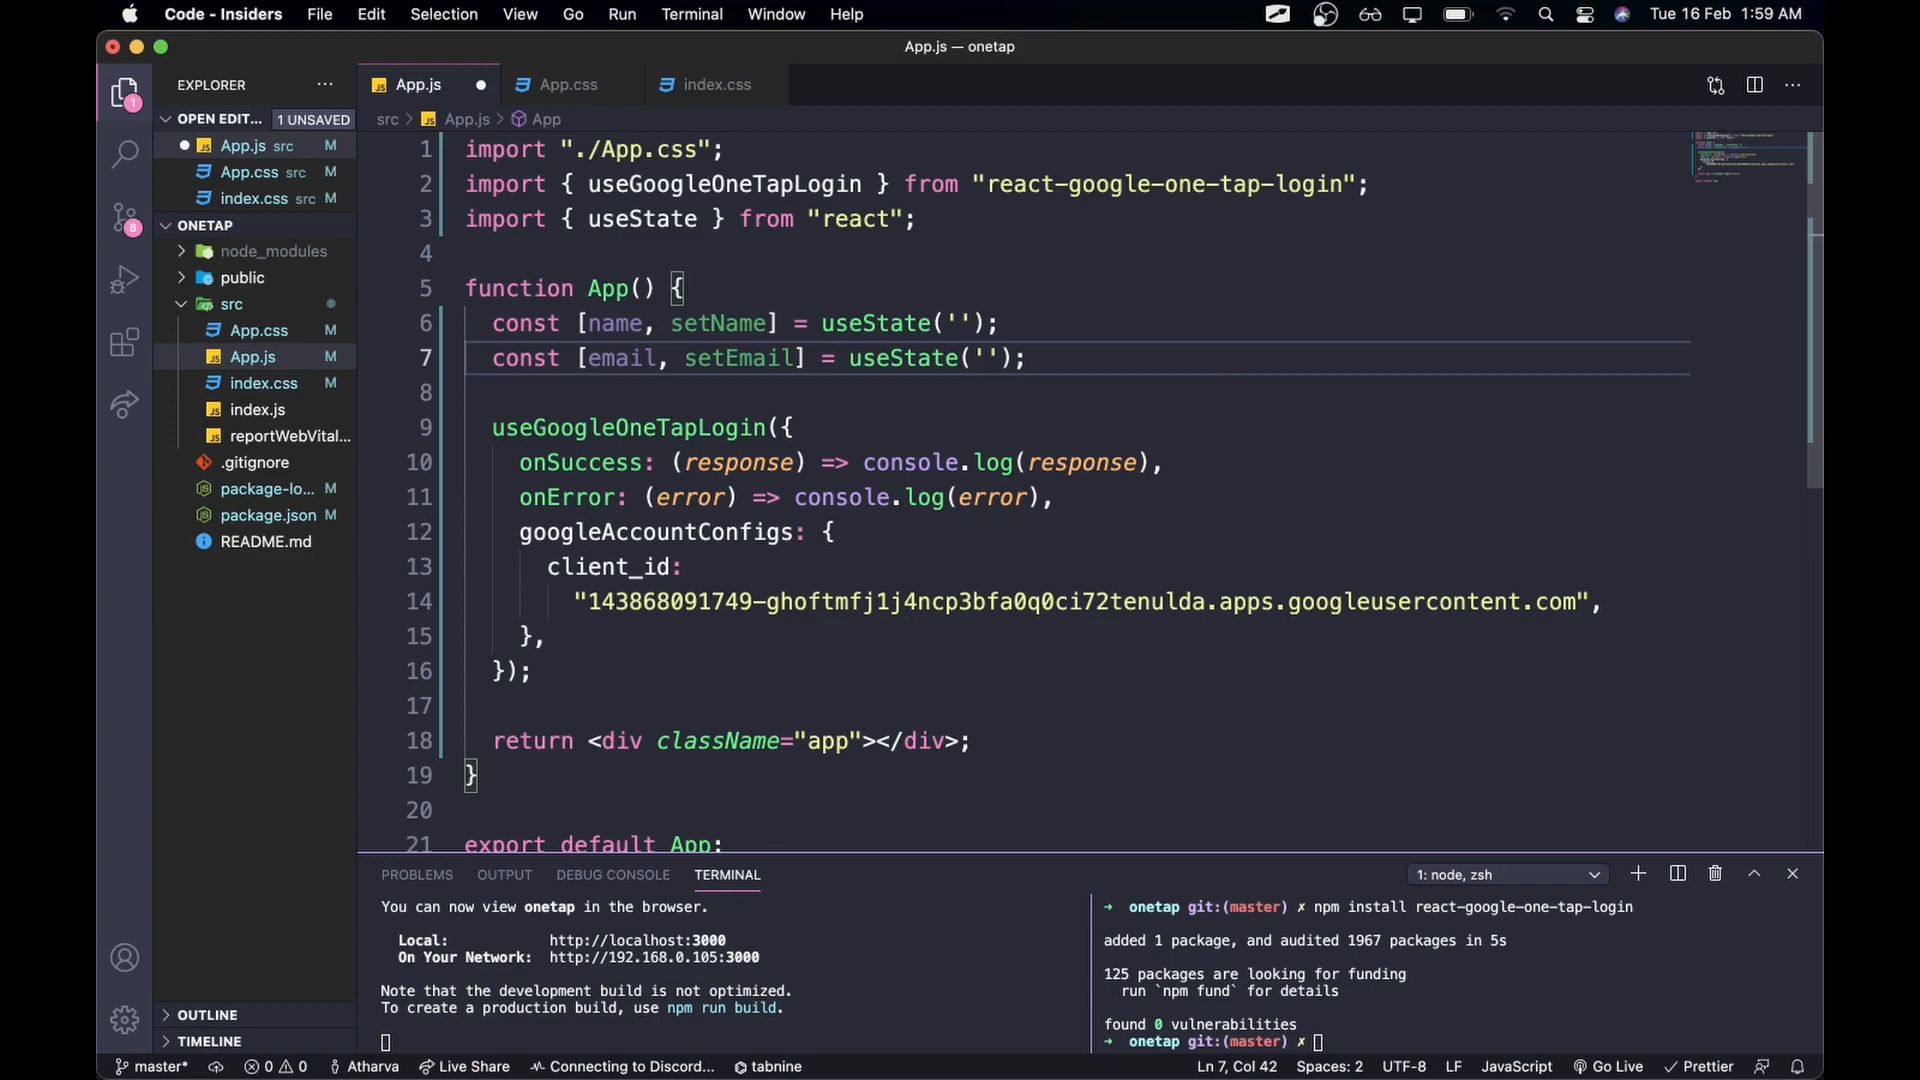 Code - Insiders File Edit Selection View Go Run Terminal Window Help Tue 16 Feb 1:59 AM
App.js — onetap
EXPLORER
OPEN EDIT... 1 UNSAVED
App.js src M
App.css src M
index.css src M
ONETAP
node_modules
public
src
App.css M
App.js M
index.css M
index.js
reportWebVital...
.gitignore
package-lo... M
package.json M
README.md
OUTLINE
TIMELINE
1
8
App.js App.css index.css
src > App.js > App
1 import "./App.css";
2 import { useGoogleOneTapLogin } from "react-google-one-tap-login";
3 import { useState } from "react";
4
5 function App() {
6 const [name, setName] = useState('');
7 const [email, setEmail] = useState('');
8
9 useGoogleOneTapLogin({
10 onSuccess: (response) => console.log(response),
11 onError: (error) => console.log(error),
12 googleAccountConfigs: {
13 client_id:
14 "143868091749-ghoftmfj1j4ncp3bfa0q0ci72tenulda.apps.googleusercontent.com",
15 },
16 });
17
18 return <div className="app"></div>;
19 }
20
21 export default App;
PROBLEMS OUTPUT DEBUG CONSOLE TERMINAL 1: node, zsh
You can now view onetap in the browser.
Local: http://localhost:3000
On Your Network: http://192.168.0.105:3000
Note that the development build is not optimized.
To create a production build, use npm run build.
➜ onetap git:(master) ✗ npm install react-google-one-tap-login
added 1 package, and audited 1967 packages in 5s
125 packages are looking for funding
run `npm fund` for details
found 0 vulnerabilities
➜ onetap git:(master) ✗
master* 0 0 Atharva Live Share Connecting to Discord... tabnine Ln 7, Col 42 Spaces: 2 UTF-8 LF JavaScript Go Live Prettier